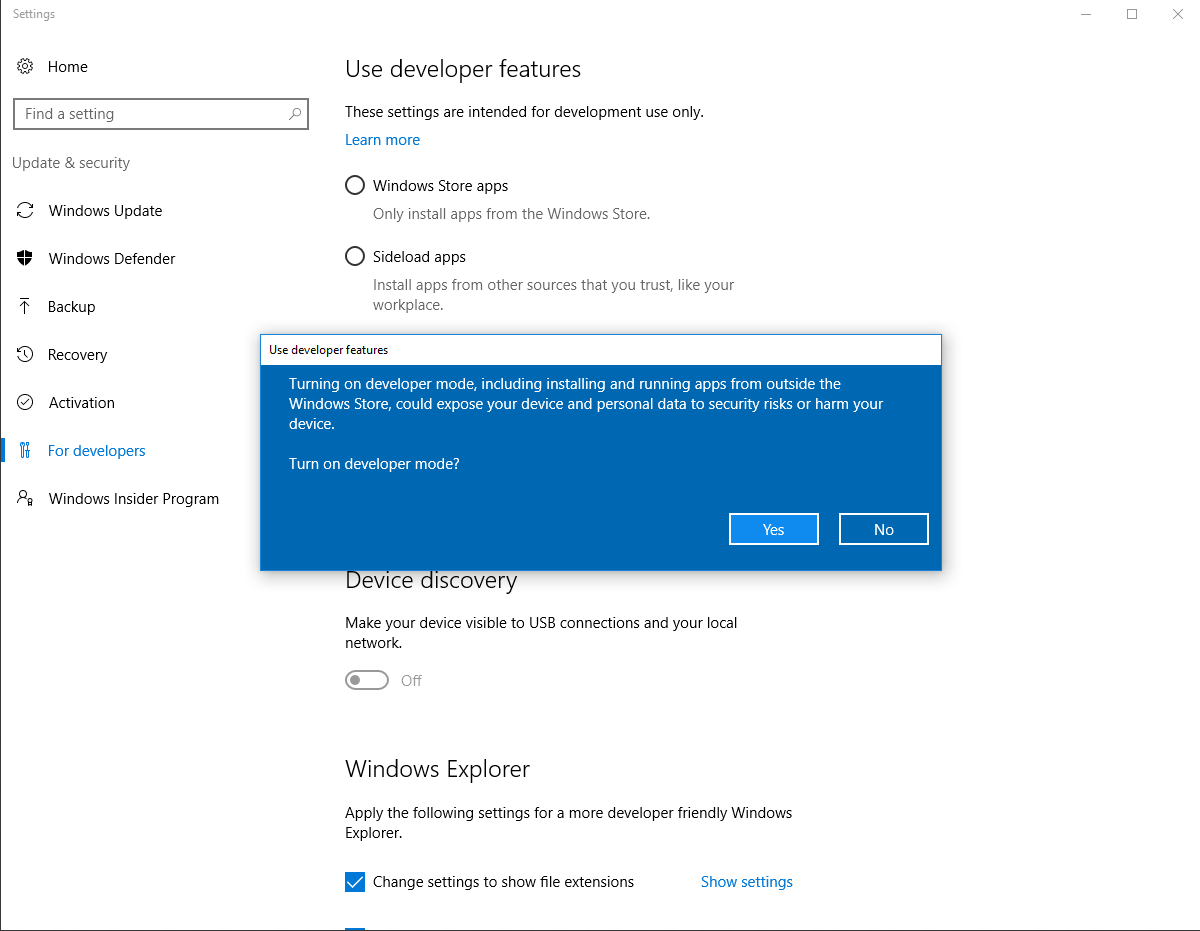 Settings
Home
Find a setting
Update & security
Windows Update
Windows Defender
Backup
Recovery
Activation
For developers
Windows Insider Program
Use developer features
These settings are intended for development use only.
Learn more
Windows Store apps
Only install apps from the Windows Store.
Sideload apps
Install apps from other sources that you trust, like your
workplace.
Use developer features
Turning on developer mode, including installing and running apps from outside the
Windows Store, could expose your device and personal data to security risks or harm your
device.
Turn on developer mode?
Yes
No
Device discovery
Make your device visible to USB connections and your local
network.
Off
Windows Explorer
Apply the following settings for a more developer friendly Windows
Explorer.
Change settings to show file extensions
Show settings